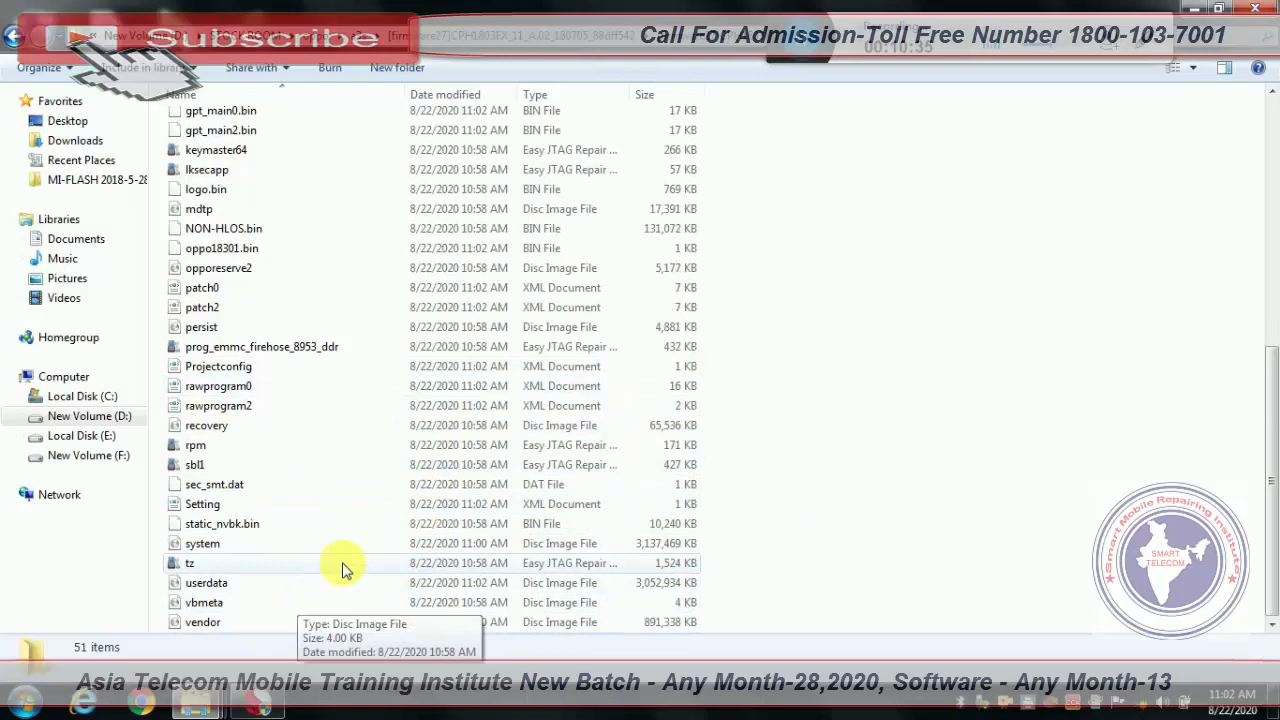 Subscribe
Call For Admission-Toll Free Number 1800-103-7001
00:10:35
Organize
Include in library
Share with
Burn
New folder
Name
Date modified
Type
Size
Favorites
Desktop
Downloads
Recent Places
MI-FLASH 2018-5-28
Libraries
Documents
Music
Pictures
Videos
Homegroup
Computer
Local Disk (C:)
New Volume (D:)
Local Disk (E:)
New Volume (F:)
Network
gpt_main0.bin 8/22/2020 11:02 AM BIN File 17 KB
gpt_main2.bin 8/22/2020 11:02 AM BIN File 17 KB
keymaster64 8/22/2020 10:58 AM Easy JTAG Repair ... 266 KB
lksecapp 8/22/2020 10:58 AM Easy JTAG Repair ... 57 KB
logo.bin 8/22/2020 10:58 AM BIN File 769 KB
mdtp 8/22/2020 10:58 AM Disc Image File 17,391 KB
NON-HLOS.bin 8/22/2020 10:58 AM BIN File 131,072 KB
oppo18301.bin 8/22/2020 11:02 AM BIN File 1 KB
opporeserve2 8/22/2020 10:58 AM Disc Image File 5,177 KB
patch0 8/22/2020 11:02 AM XML Document 7 KB
patch2 8/22/2020 11:02 AM XML Document 7 KB
persist 8/22/2020 10:58 AM Disc Image File 4,881 KB
prog_emmc_firehose_8953_ddr 8/22/2020 10:58 AM Easy JTAG Repair ... 432 KB
Projectconfig 8/22/2020 11:02 AM XML Document 1 KB
rawprogram0 8/22/2020 11:02 AM XML Document 16 KB
rawprogram2 8/22/2020 11:02 AM XML Document 2 KB
recovery 8/22/2020 10:58 AM Disc Image File 65,536 KB
rpm 8/22/2020 10:58 AM Easy JTAG Repair ... 171 KB
sbl1 8/22/2020 10:58 AM Easy JTAG Repair ... 427 KB
sec_smt.dat 8/22/2020 10:58 AM DAT File 1 KB
Setting 8/22/2020 11:02 AM XML Document 1 KB
static_nvbk.bin 8/22/2020 10:58 AM BIN File 10,240 KB
system 8/22/2020 11:00 AM Disc Image File 3,137,469 KB
tz 8/22/2020 10:58 AM Easy JTAG Repair ... 1,524 KB
userdata 8/22/2020 11:02 AM Disc Image File 3,052,934 KB
vbmeta 8/22/2020 10:58 AM Disc Image File 4 KB
vendor 8/22/2020 10:58 AM Disc Image File 891,338 KB
Type: Disc Image File
Size: 4.00 KB
Date modified: 8/22/2020 10:58 AM
51 items
Smart Mobile Repairing Institute
SMART
TELECOM
Asia Telecom Mobile Training Institute New Batch - Any Month-28,2020, Software - Any Month-13
11:02 AM
8/22/2020